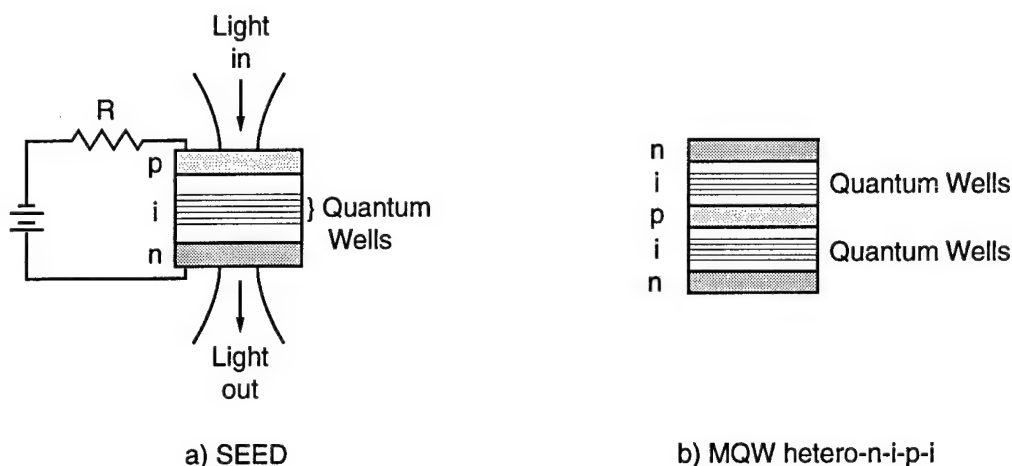 Light
in
R
p
i
} Quantum
Wells
n
Light
out
a) SEED
n
i
Quantum Wells
p
i
Quantum Wells
n
b) MQW hetero-n-i-p-i